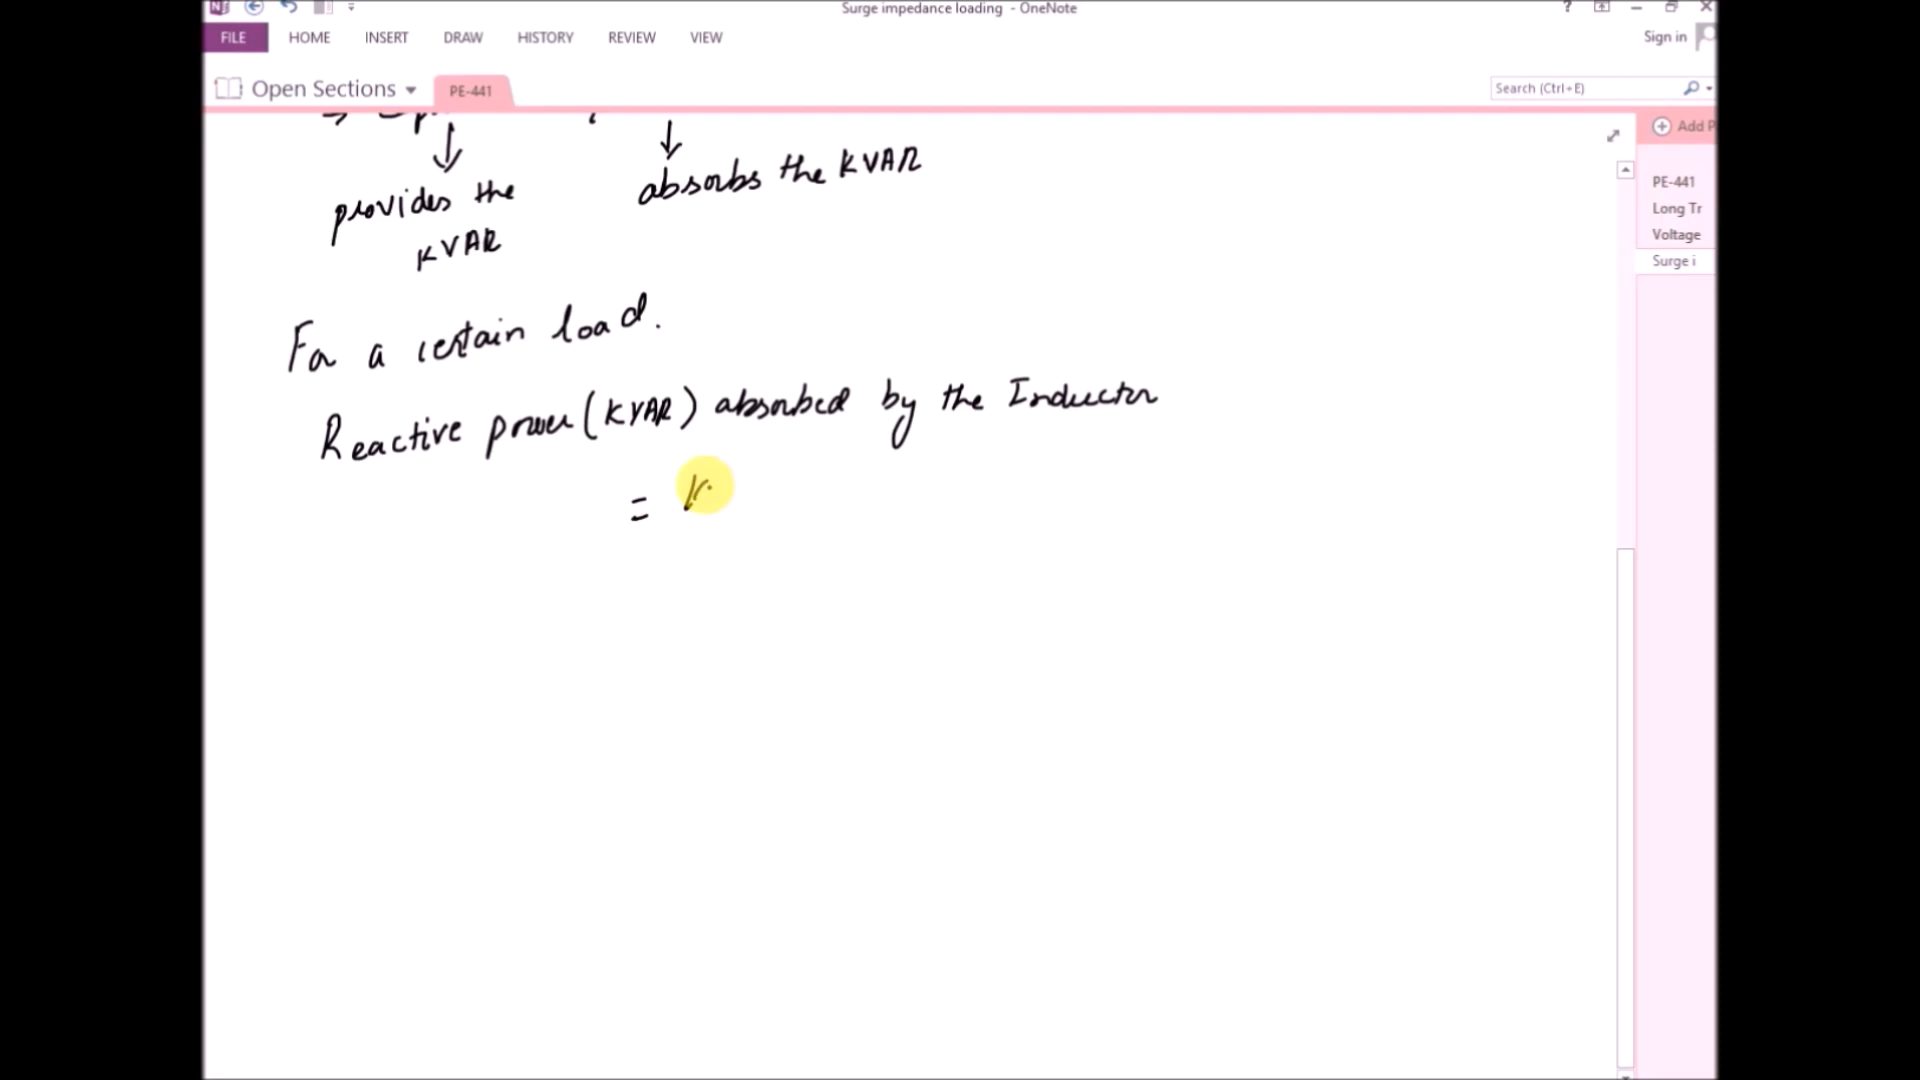 Surge impedance loading - OneNote
FILE HOME INSERT DRAW HISTORY REVIEW VIEW
Sign in
Open Sections
PE-441
Search (Ctrl+E)
Add P
PE-441
Long Tr
Voltage
Surge i
provides the
KVAR
absorbs the KVAR
For a certain load.
Reactive power (KVAR) absorbed by the Inductor
= K